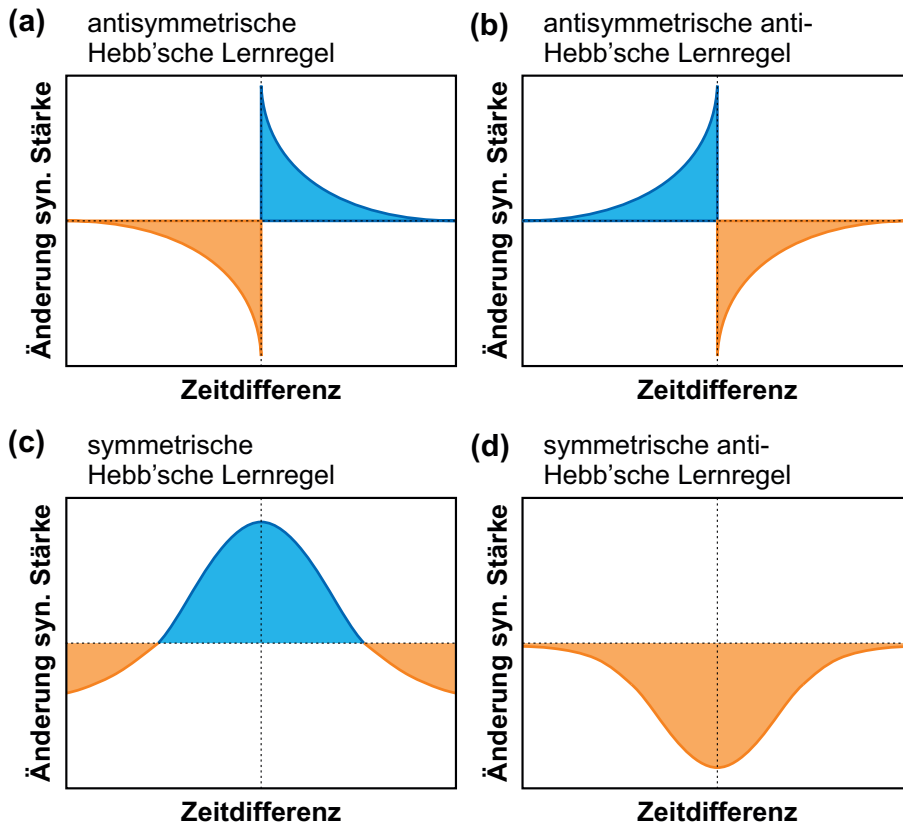 (a)
antisymmetrische
Hebb'sche Lernregel
Änderung syn. Stärke
Zeitdifferenz
(b)
antisymmetrische anti-
Hebb'sche Lernregel
Änderung syn. Stärke
Zeitdifferenz
(c)
symmetrische
Hebb'sche Lernregel
Änderung syn. Stärke
Zeitdifferenz
(d)
symmetrische anti-
Hebb'sche Lernregel
Änderung syn. Stärke
Zeitdifferenz